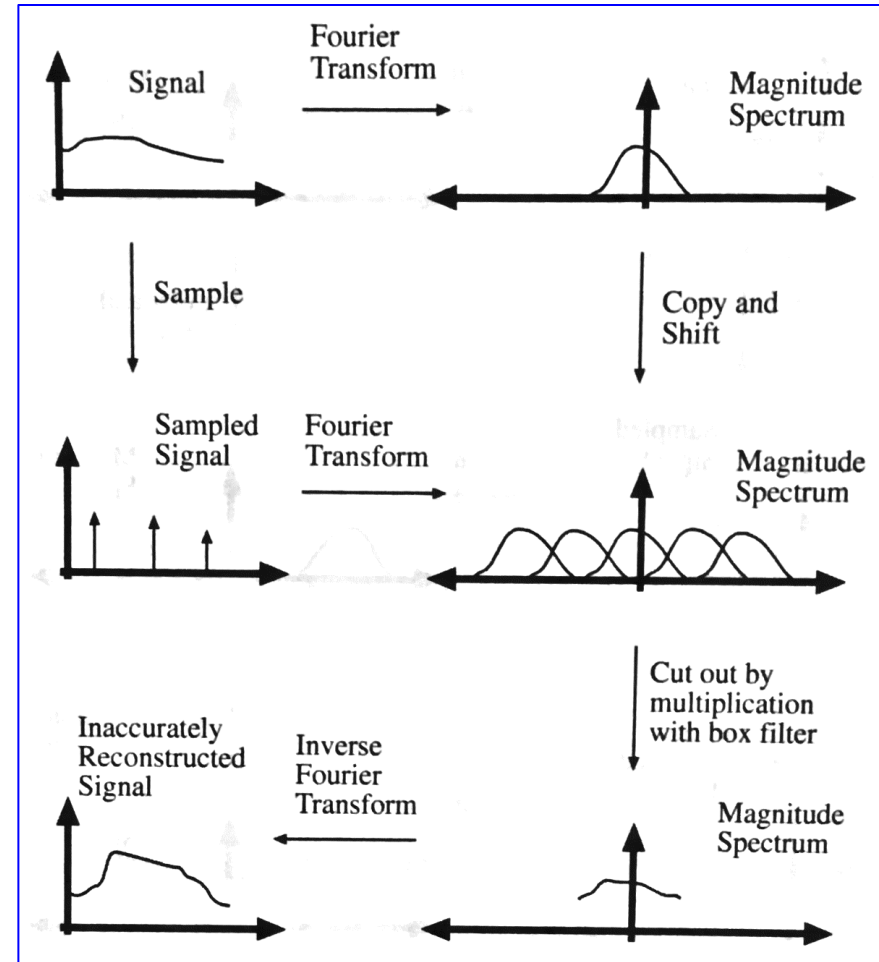 Fourier
Transform
Signal
Magnitude
Spectrum
Sample
Copy and
Shift
Sampled
Signal
Fourier
Transform
Magnitude
Spectrum
Cut out by
multiplication
with box filter
Inaccurately
Reconstructed
Signal
Inverse
Fourier
Transform
Magnitude
Spectrum